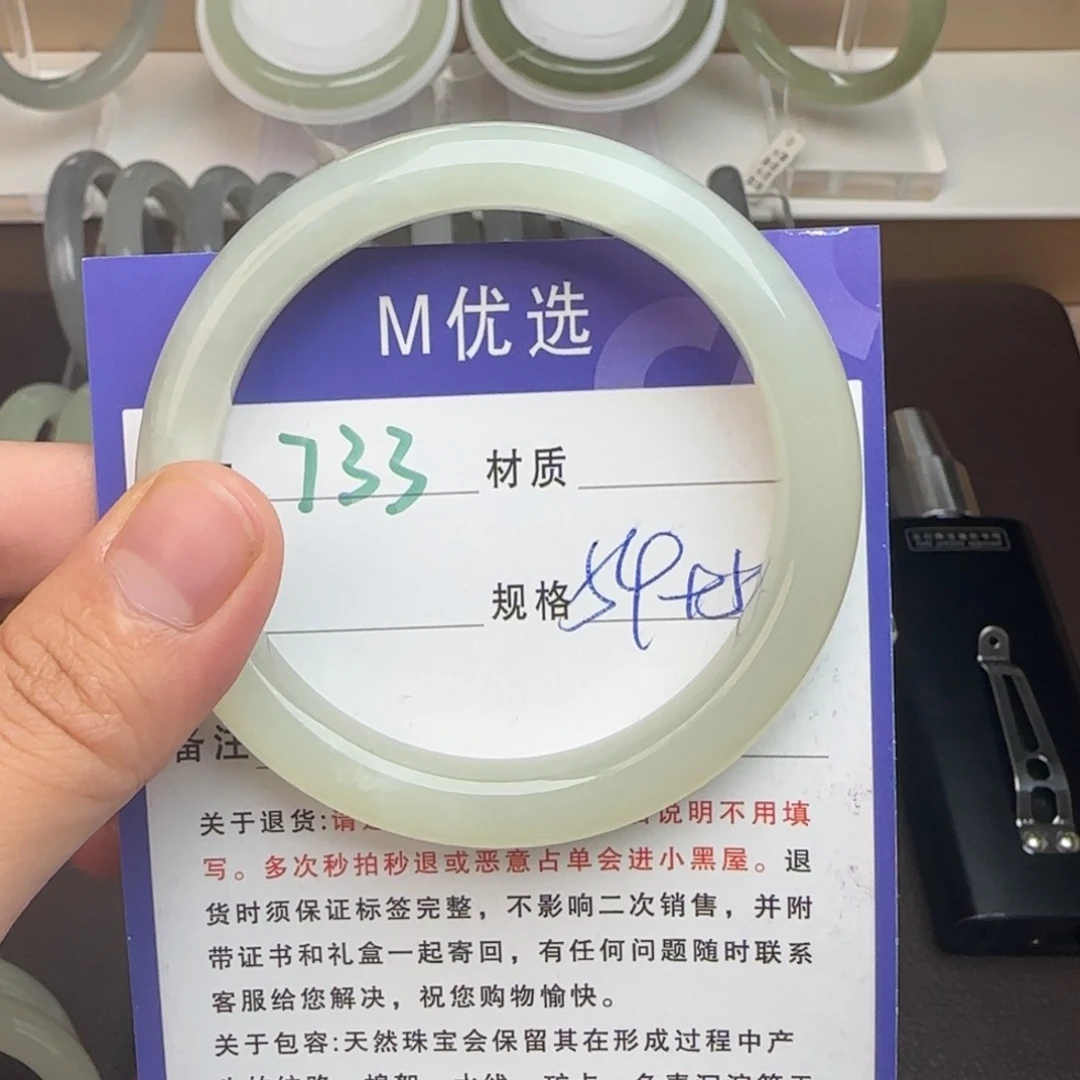 M优选
733 材质
规格 54
备注
关于退货:请 说明不用填
写。多次秒拍秒退或恶意占单会进小黑屋。退
货时须保证标签完整，不影响二次销售，并附
带证书和礼盒一起寄回，有任何问题随时联系
客服给您解决，祝您购物愉快。
关于包容:天然珠宝会保留其在形成过程中产